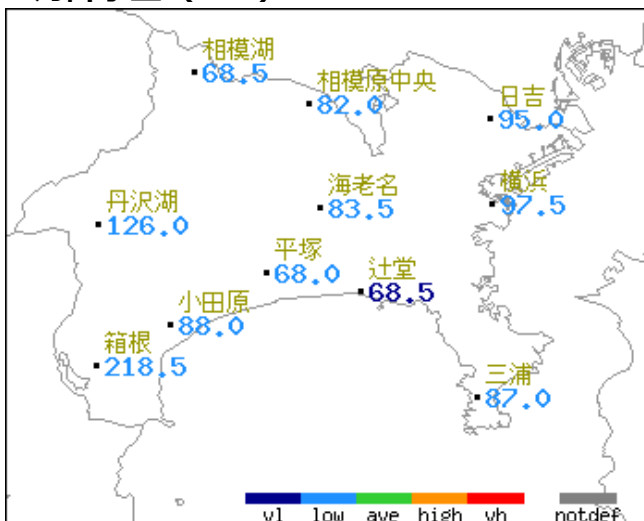 相模湖
68.5
相模原中央
82.0
日吉
95.0
丹沢湖
126.0
海老名
83.5
横浜
97.5
平塚
68.0
辻堂
68.5
小田原
88.0
箱根
218.5
三浦
87.0
vl low ave high vh notdef